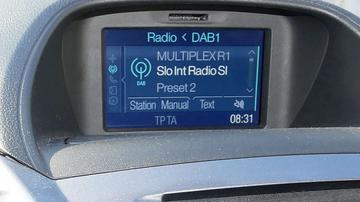 Radio < DAB1
MULTIPLEX R1
Slo Int Radio SI
DAB
Preset 2
Station Manual Text
TP TA 08:31